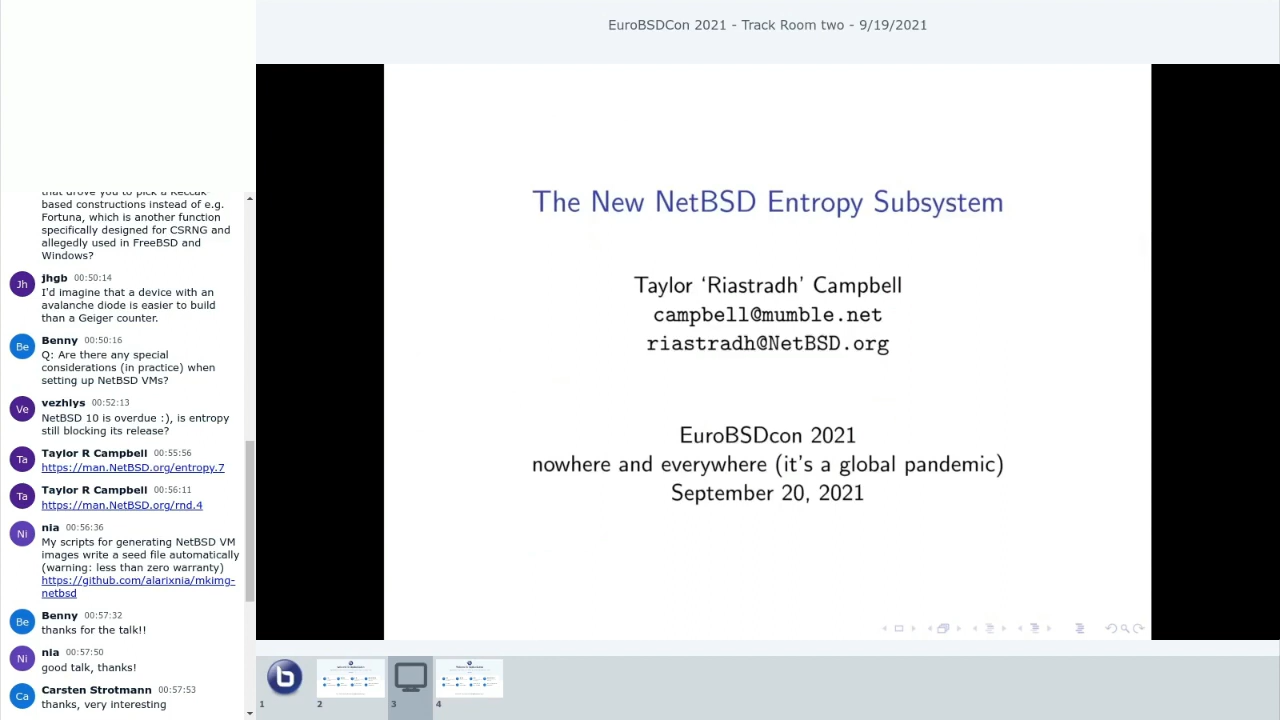 EuroBSDCon 2021 - Track Room two - 9/19/2021
that drove you to pick a Keccak-
based constructions instead of e.g.
Fortuna, which is another function
specifically designed for CSRNG and
allegedly used in FreeBSD and
Windows?
Jh
jhgb 00:50:14
I'd imagine that a device with an
avalanche diode is easier to build
than a Geiger counter.
Be
Benny 00:50:16
Q: Are there any special
considerations (in practice) when
setting up NetBSD VMs?
Ve
vezhlys 00:52:13
NetBSD 10 is overdue :), is entropy
still blocking its release?
Ta
Taylor R Campbell 00:55:56
https://man.NetBSD.org/entropy.7
Ta
Taylor R Campbell 00:56:11
https://man.NetBSD.org/rnd.4
Ni
nia 00:56:36
My scripts for generating NetBSD VM
images write a seed file automatically
(warning: less than zero warranty)
https://github.com/alarixnia/mkimg-
netbsd
Be
Benny 00:57:32
thanks for the talk!!
Ni
nia 00:57:50
good talk, thanks!
Ca
Carsten Strotmann 00:57:53
thanks, very interesting
The New NetBSD Entropy Subsystem
Taylor ‘Riastradh’ Campbell
campbell@mumble.net
riastradh@NetBSD.org
EuroBSDcon 2021
nowhere and everywhere (it's a global pandemic)
September 20, 2021
b
1
2
3
4